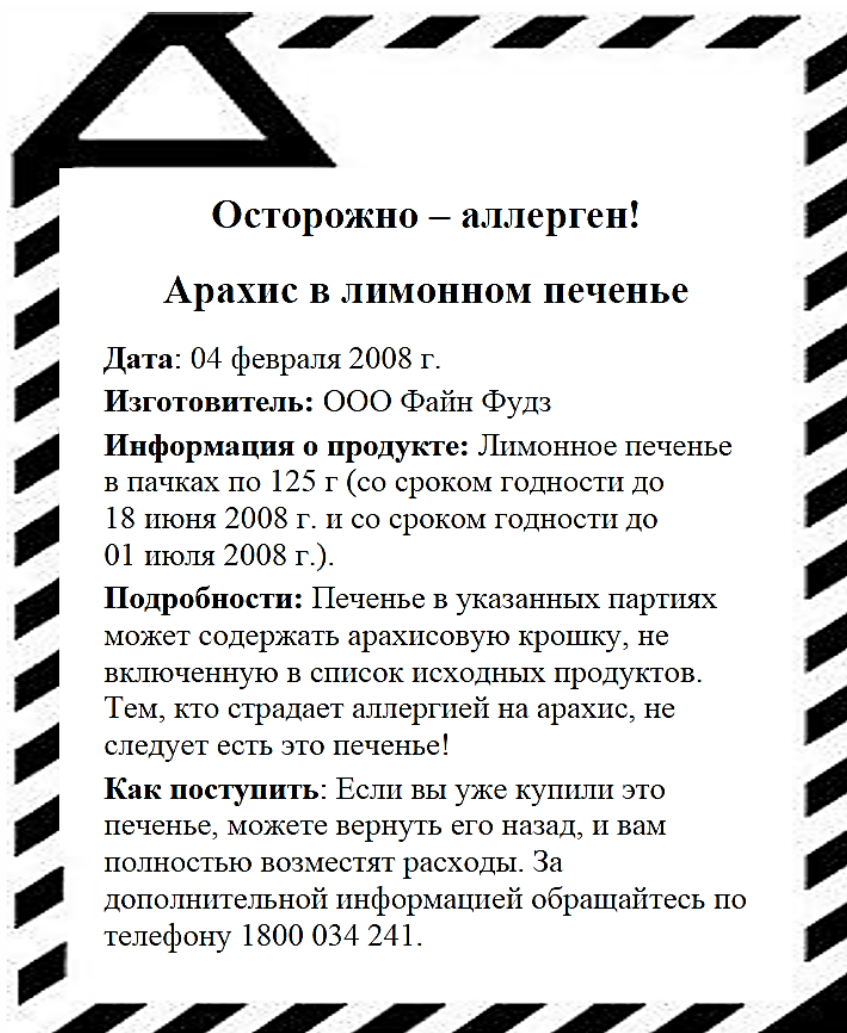 Осторожно – аллерген!
Арахис в лимонном печенье
Дата: 04 февраля 2008 г.
Изготовитель: ООО Файн Фудз
Информация о продукте: Лимонное печенье
в пачках по 125 г (со сроком годности до
18 июня 2008 г. и со сроком годности до
01 июля 2008 г.).
Подробности: Печенье в указанных партиях
может содержать арахисовую крошку, не
включенную в список исходных продуктов.
Тем, кто страдает аллергией на арахис, не
следует есть это печенье!
Как поступить: Если вы уже купили это
печенье, можете вернуть его назад, и вам
полностью возместят расходы. За
дополнительной информацией обращайтесь по
телефону 1800 034 241.